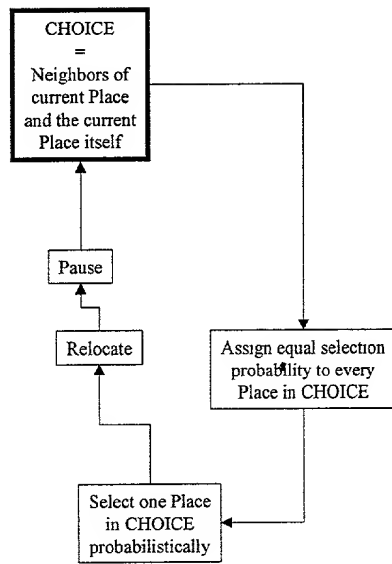 CHOICE
=
Neighbors of
current Place
and the current
Place itself
Pause
Relocate
Assign equal selection
probability to every
Place in CHOICE
Select one Place
in CHOICE
probabilistically